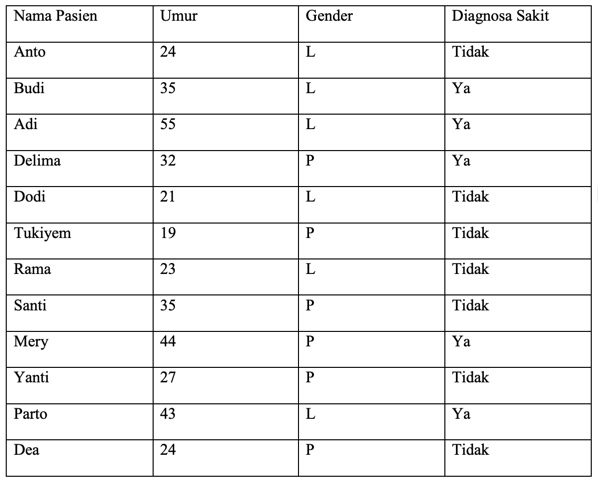 Nama Pasien Umur Gender Diagnosa Sakit
Anto 24 L Tidak
Budi 35 L Ya
Adi 55 L Ya
Delima 32 P Ya
Dodi 21 L Tidak
Tukiyem 19 P Tidak
Rama 23 L Tidak
Santi 35 P Tidak
Mery 44 P Ya
Yanti 27 P Tidak
Parto 43 L Ya
Dea 24 P Tidak